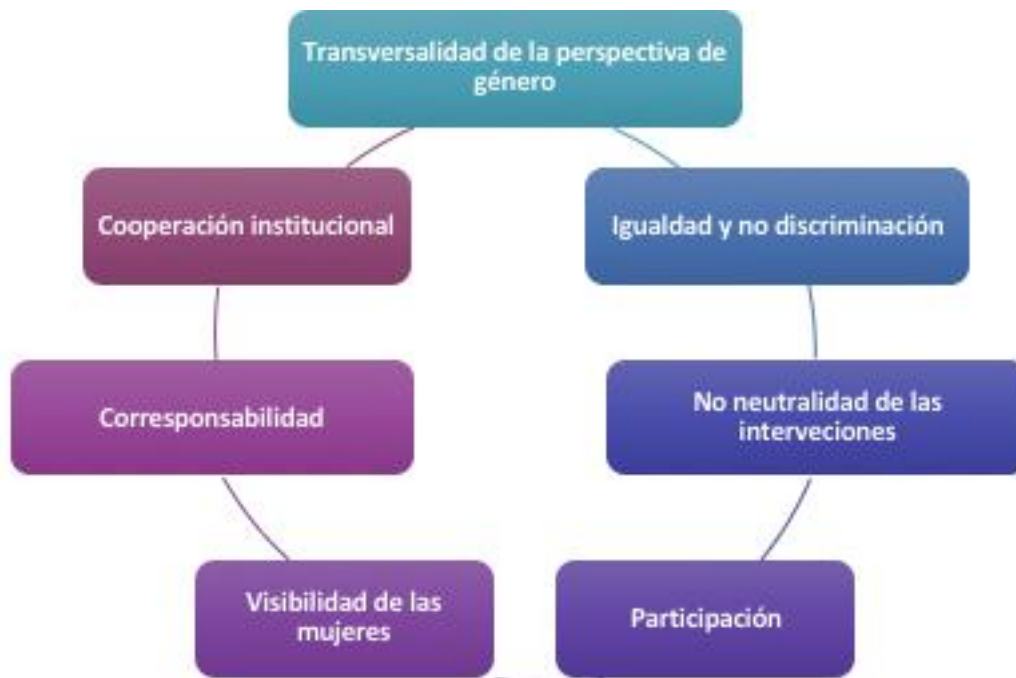 Transversalidad de la perspectiva de
género
Cooperación institucional
Igualdad y no discriminación
Corresponsabilidad
No neutralidad de las
interveciones
Visibilidad de las
mujeres
Participación